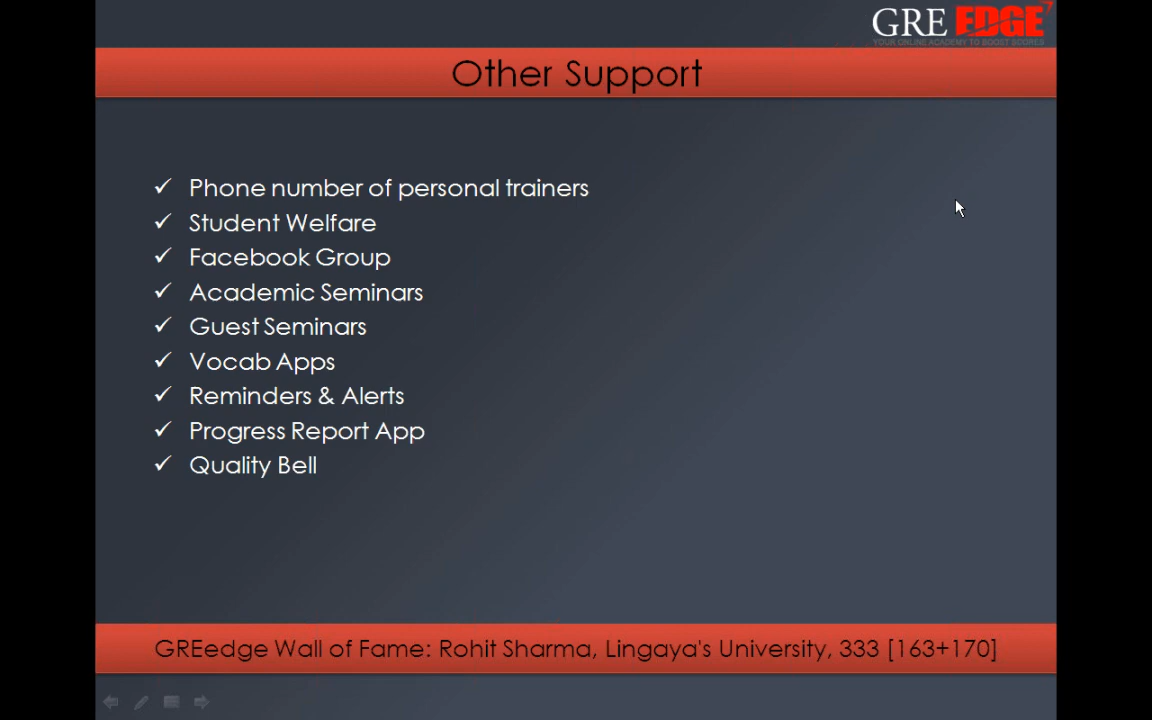 GRE EDGE
YOUR ONLINE ACADEMY TO BOOST SCORES
Other Support
✓ Phone number of personal trainers
✓ Student Welfare
✓ Facebook Group
✓ Academic Seminars
✓ Guest Seminars
✓ Vocab Apps
✓ Reminders & Alerts
✓ Progress Report App
✓ Quality Bell
GREedge Wall of Fame: Rohit Sharma, Lingaya's University, 333 [163+170]